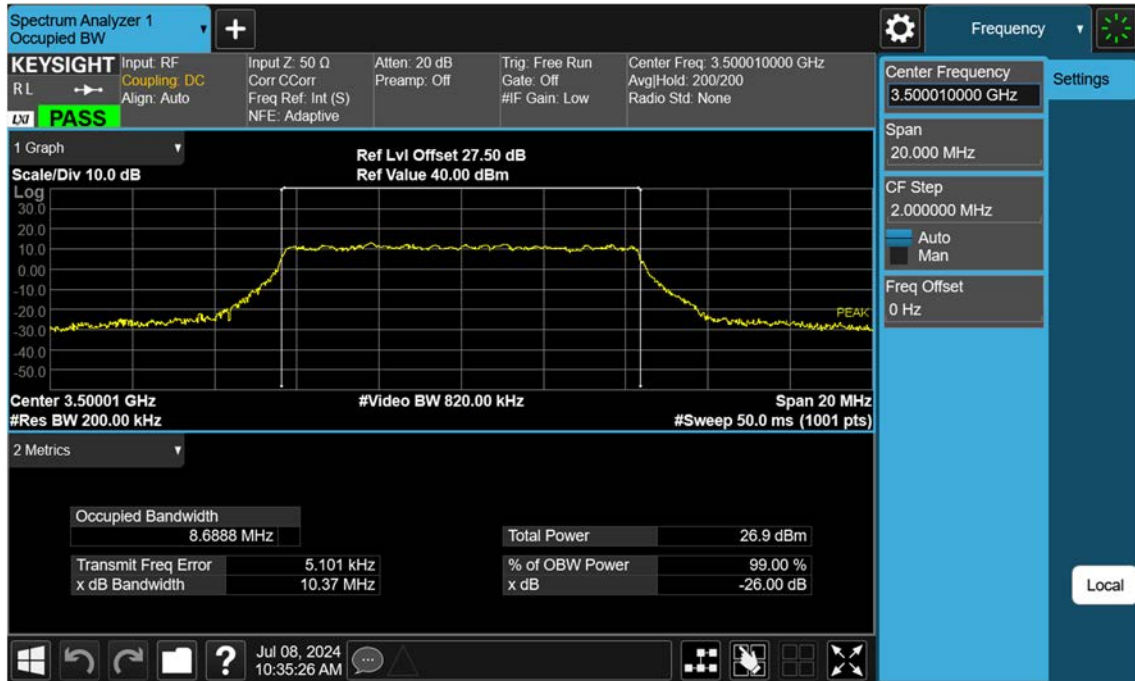 Spectrum Analyzer 1
Occupied BW
+
Frequency
KEYSIGHT
R L
LXI
PASS
Input: RF
Coupling: DC
Align: Auto
Input Z: 50 Ω
Corr CCorr
Freq Ref: Int (S)
NFE: Adaptive
Atten: 20 dB
Preamp: Off
Trig: Free Run
Gate: Off
#IF Gain: Low
Center Freq: 3.500010000 GHz
Avg|Hold: 200/200
Radio Std: None
1 Graph
Scale/Div 10.0 dB
Ref Lvl Offset 27.50 dB
Ref Value 40.00 dBm
Log
30.0
20.0
10.0
0.00
-10.0
-20.0
-30.0
-40.0
-50.0
PEAK
Center 3.50001 GHz
#Video BW 820.00 kHz
Span 20 MHz
#Res BW 200.00 kHz
#Sweep 50.0 ms (1001 pts)
2 Metrics
Occupied Bandwidth
8.6888 MHz
Total Power 26.9 dBm
Transmit Freq Error 5.101 kHz
% of OBW Power 99.00 %
x dB Bandwidth 10.37 MHz
x dB -26.00 dB
?
Jul 08, 2024
10:35:26 AM
Center Frequency
3.500010000 GHz
Settings
Span
20.000 MHz
CF Step
2.000000 MHz
Auto
Man
Freq Offset
0 Hz
Local